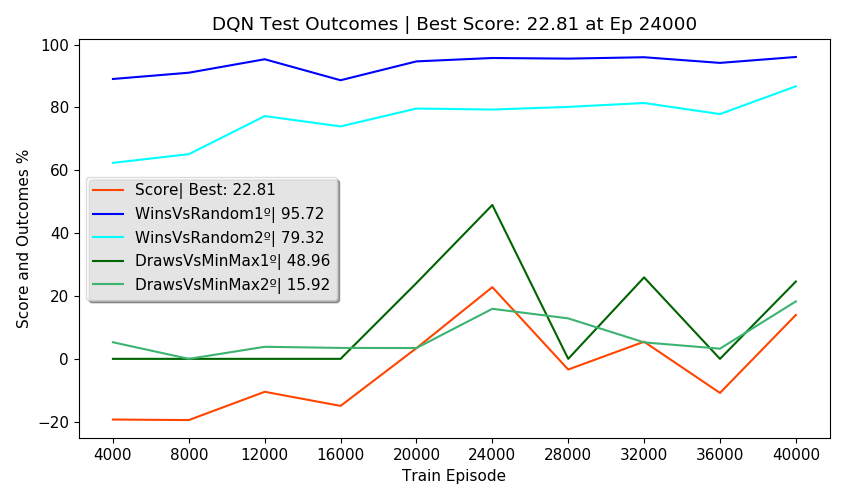 DQN Test Outcomes | Best Score: 22.81 at Ep 24000
100
80
60
40
20
0
−20
Score and Outcomes %
Score| Best: 22.81
WinsVsRandom1º| 95.72
WinsVsRandom2º| 79.32
DrawsVsMinMax1º| 48.96
DrawsVsMinMax2º| 15.92
4000 8000 12000 16000 20000 24000 28000 32000 36000 40000
Train Episode